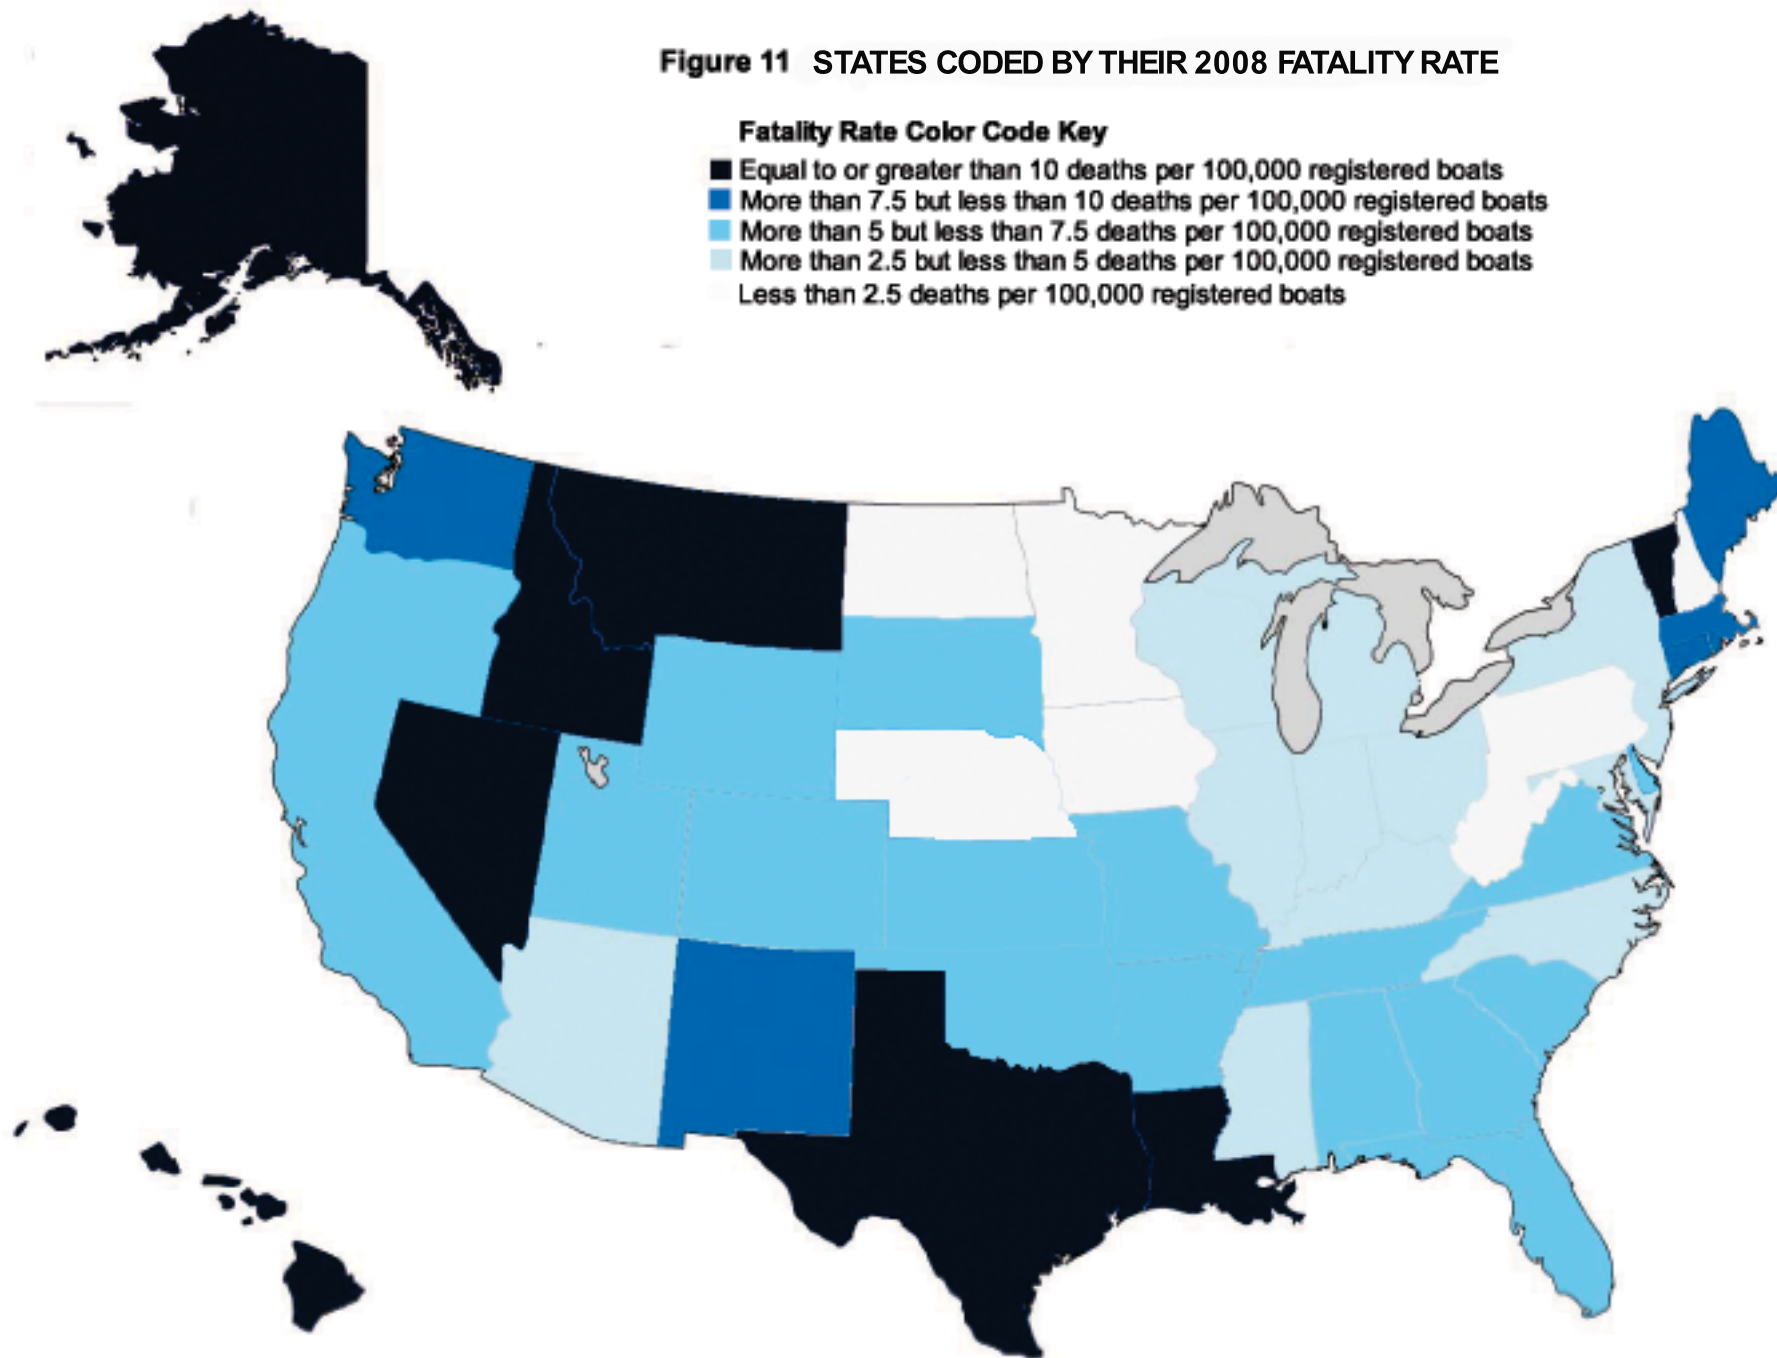 Figure 11 STATES CODED BY THEIR 2008 FATALITY RATE
Fatality Rate Color Code Key
Equal to or greater than 10 deaths per 100,000 registered boats
More than 7.5 but less than 10 deaths per 100,000 registered boats
More than 5 but less than 7.5 deaths per 100,000 registered boats
More than 2.5 but less than 5 deaths per 100,000 registered boats
Less than 2.5 deaths per 100,000 registered boats